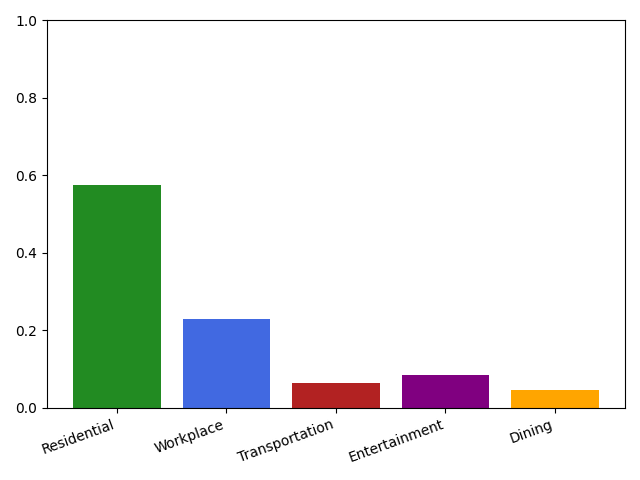 1.0
0.8
0.6
0.4
0.2
0.0
Residential
Workplace
Transportation
Entertainment
Dining